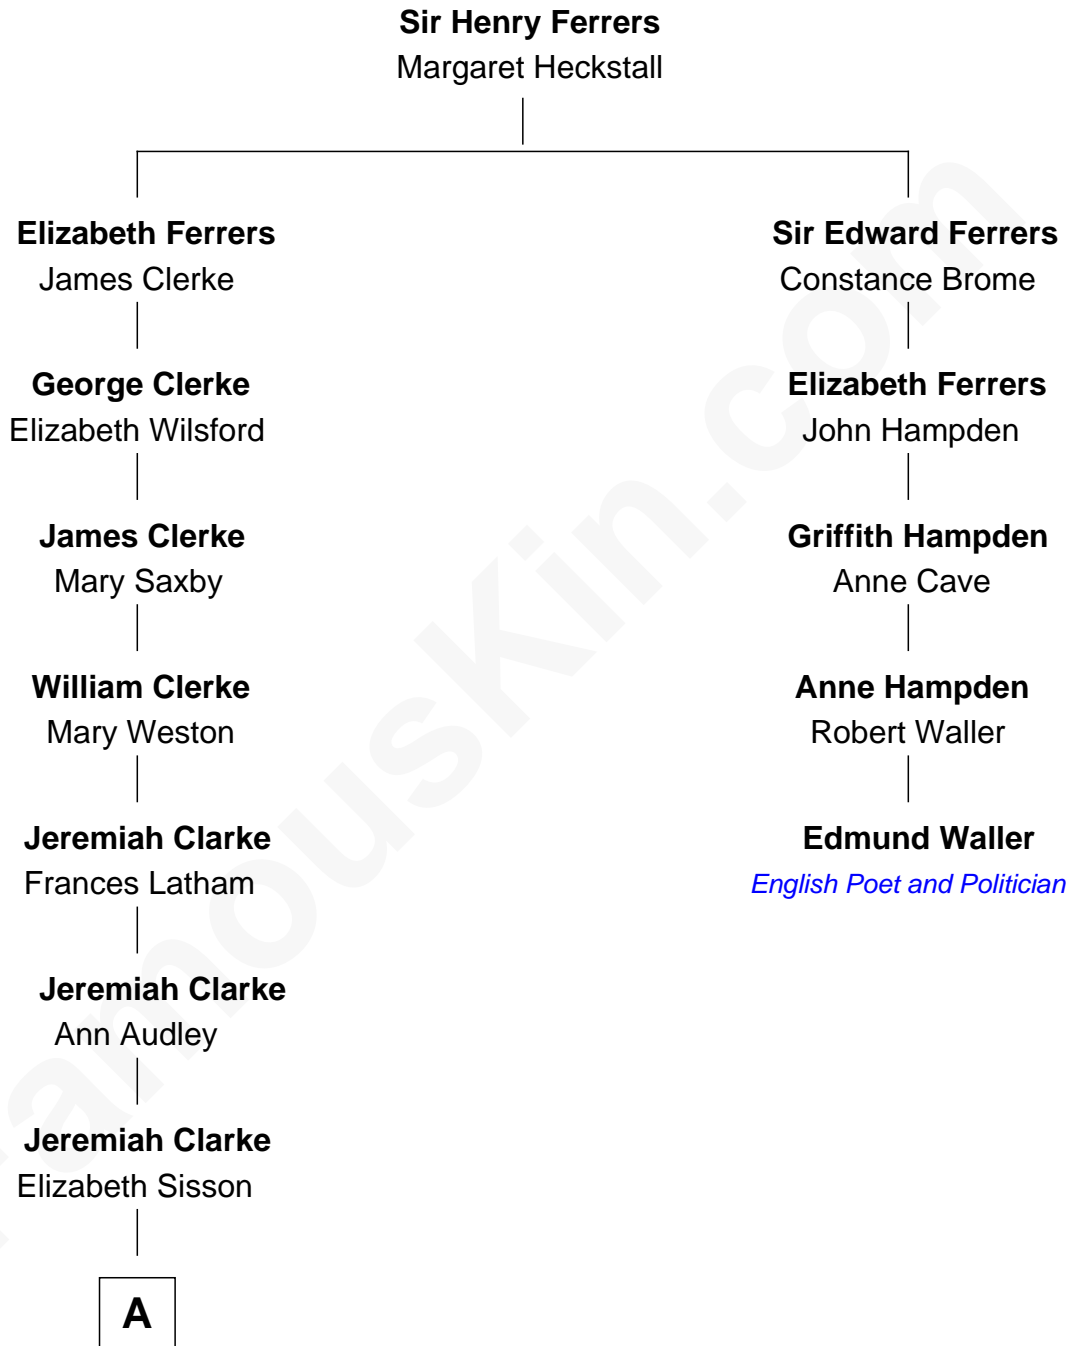 Sir Henry Ferrers
Margaret Heckstall
Elizabeth Ferrers
James Clerke
George Clerke
Elizabeth Wilsford
James Clerke
Mary Saxby
William Clerke
Mary Weston
Jeremiah Clarke
Frances Latham
Jeremiah Clarke
Ann Audley
Jeremiah Clarke
Elizabeth Sisson
A
Sir Edward Ferrers
Constance Brome
Elizabeth Ferrers
John Hampden
Griffith Hampden
Anne Cave
Anne Hampden
Robert Waller
Edmund Waller
English Poet and Politician
FamousKin.com